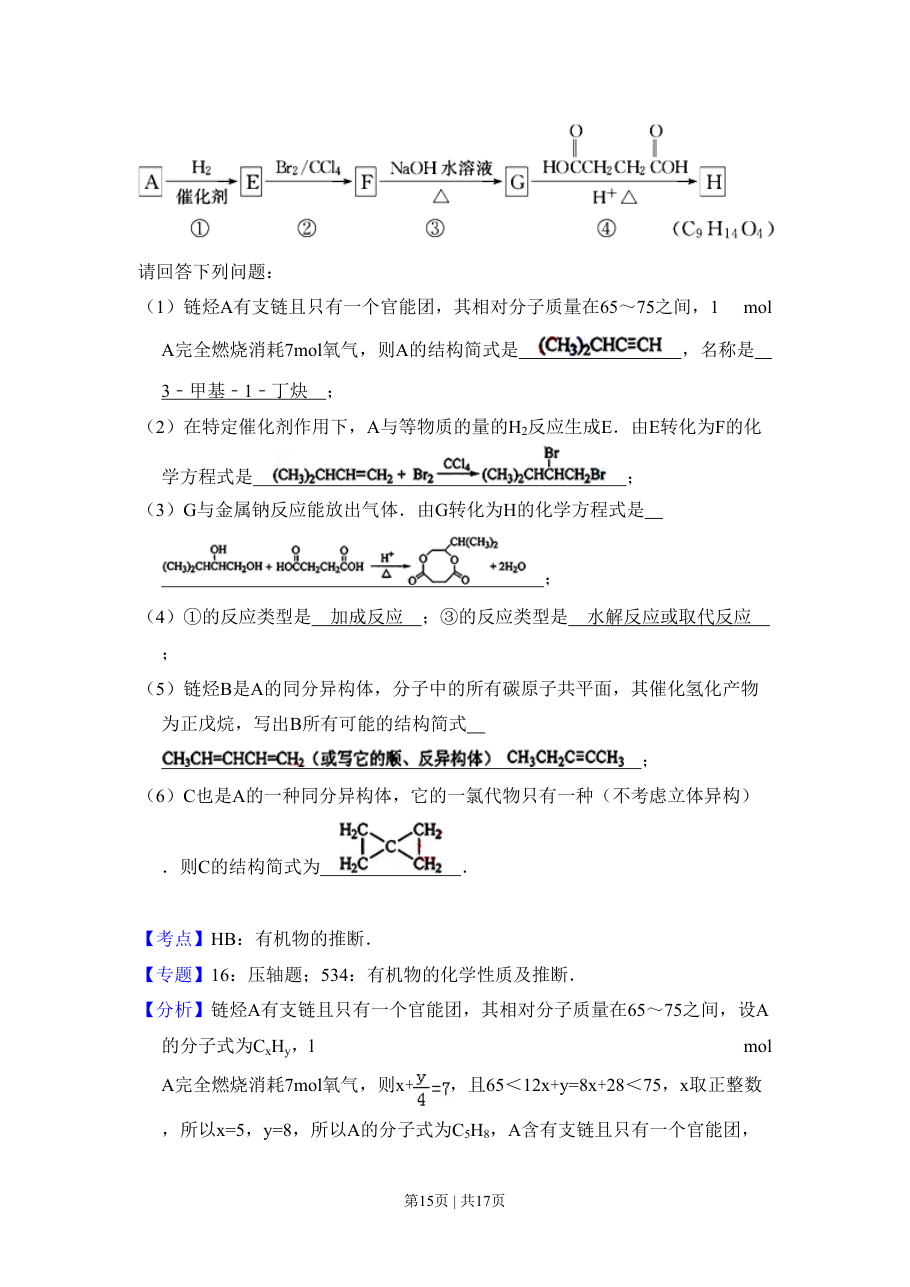 O O
A H₂ 催化剂 E Br₂/CCl₄ F NaOH 水溶液 △ G HOCCH₂CH₂COH H⁺ △ H
① ② ③ ④ (C₉H₁₄O₄)
请回答下列问题：
（1）链烃A有支链且只有一个官能团，其相对分子质量在65～75之间，1 mol
A完全燃烧消耗7mol氧气，则A的结构简式是 (CH₃)₂CHC≡CH ，名称是
3﹣甲基﹣1﹣丁炔 ；
（2）在特定催化剂作用下，A与等物质的量的H₂反应生成E．由E转化为F的化
学方程式是 (CH₃)₂CHCH=CH₂ + Br₂ CCl₄→ (CH₃)₂CHCHCH₂Br Br ；
（3）G与金属钠反应能放出气体．由G转化为H的化学方程式是
(CH₃)₂CHCHCH₂OH OH + HOCCH₂CH₂COH O O H⁺ △ → CH(CH₃)₂ O O O O +2H₂O ；
（4）①的反应类型是 加成反应 ；③的反应类型是 水解反应或取代反应
；
（5）链烃B是A的同分异构体，分子中的所有碳原子共平面，其催化氢化产物
为正戊烷，写出B所有可能的结构简式
CH₃CH=CHCH=CH₂（或写它的顺、反异构体） CH₃CH₂C≡CCH₃ ；
（6）C也是A的一种同分异构体，它的一氯代物只有一种（不考虑立体异构）
H₂C CH₂
．则C的结构简式为 C ．
H₂C CH₂
【考点】HB：有机物的推断．
【专题】16：压轴题；534：有机物的化学性质及推断．
【分析】链烃A有支链且只有一个官能团，其相对分子质量在65～75之间，设A
的分子式为CₓHᵧ，1 mol
A完全燃烧消耗7mol氧气，则x+y/4=7，且65＜12x+y=8x+28＜75，x取正整数
，所以x=5，y=8，所以A的分子式为C₅H₈，A含有支链且只有一个官能团，
第15页 | 共17页